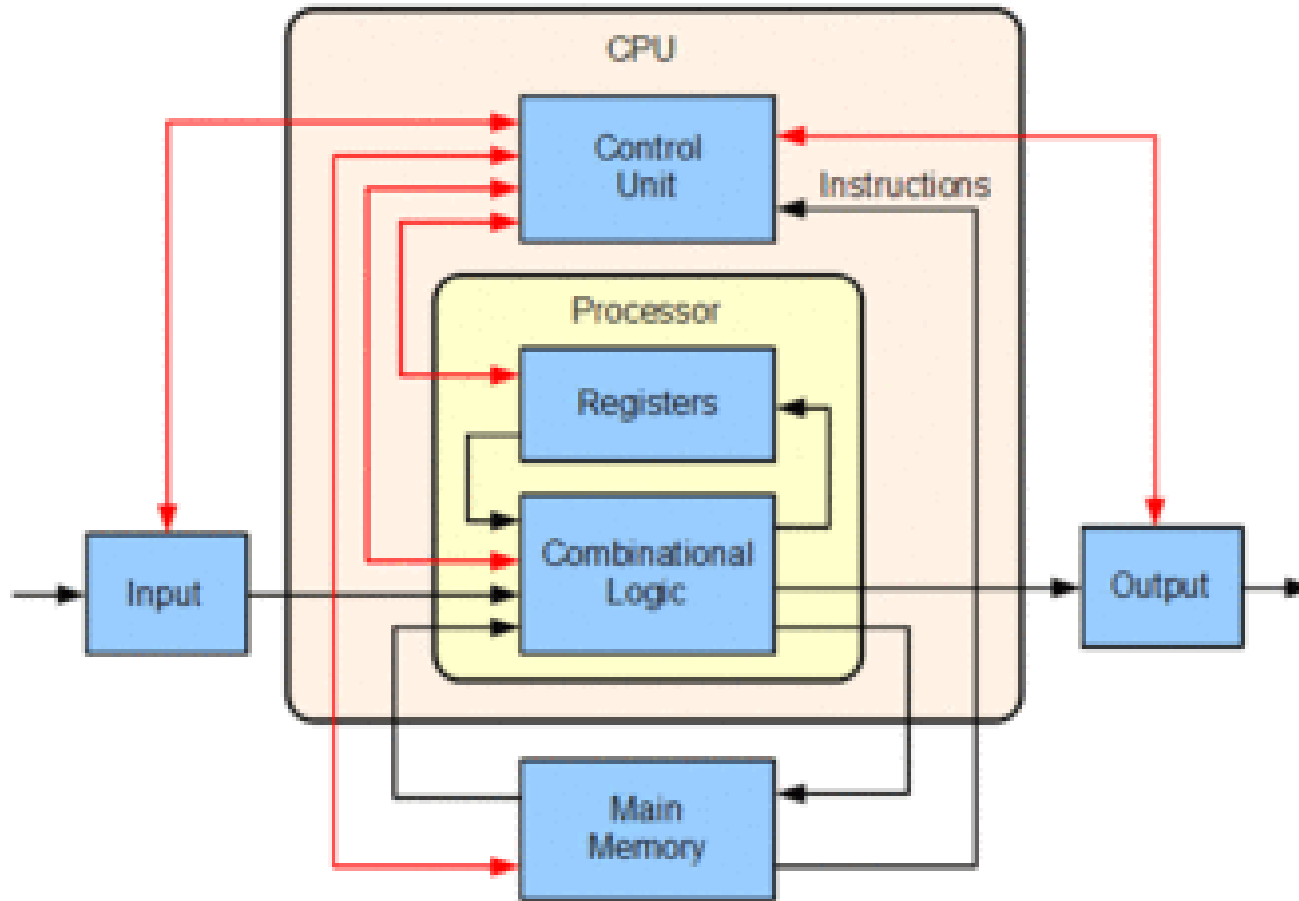 CPU
Control
Unit
Instructions
Processor
Registers
Combinational
Logic
Input
Output
Main
Memory